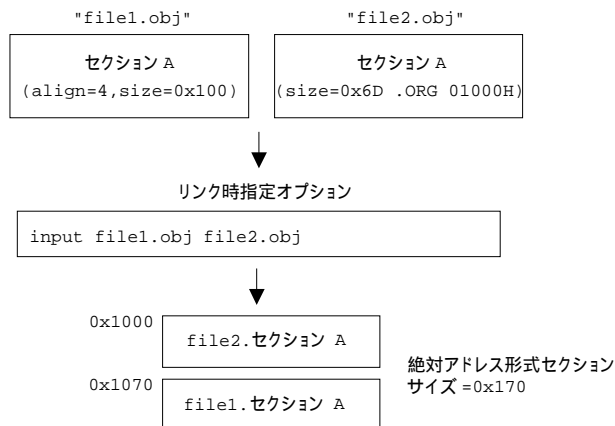 "file1.obj"
"file2.obj"
セクション A
(align=4,size=0x100)
セクション A
(size=0x6D .ORG 01000H)
リンク時指定オプション
input file1.obj file2.obj
0x1000
file2.セクション A
0x1070
file1.セクション A
絶対アドレス形式セクション
サイズ =0x170